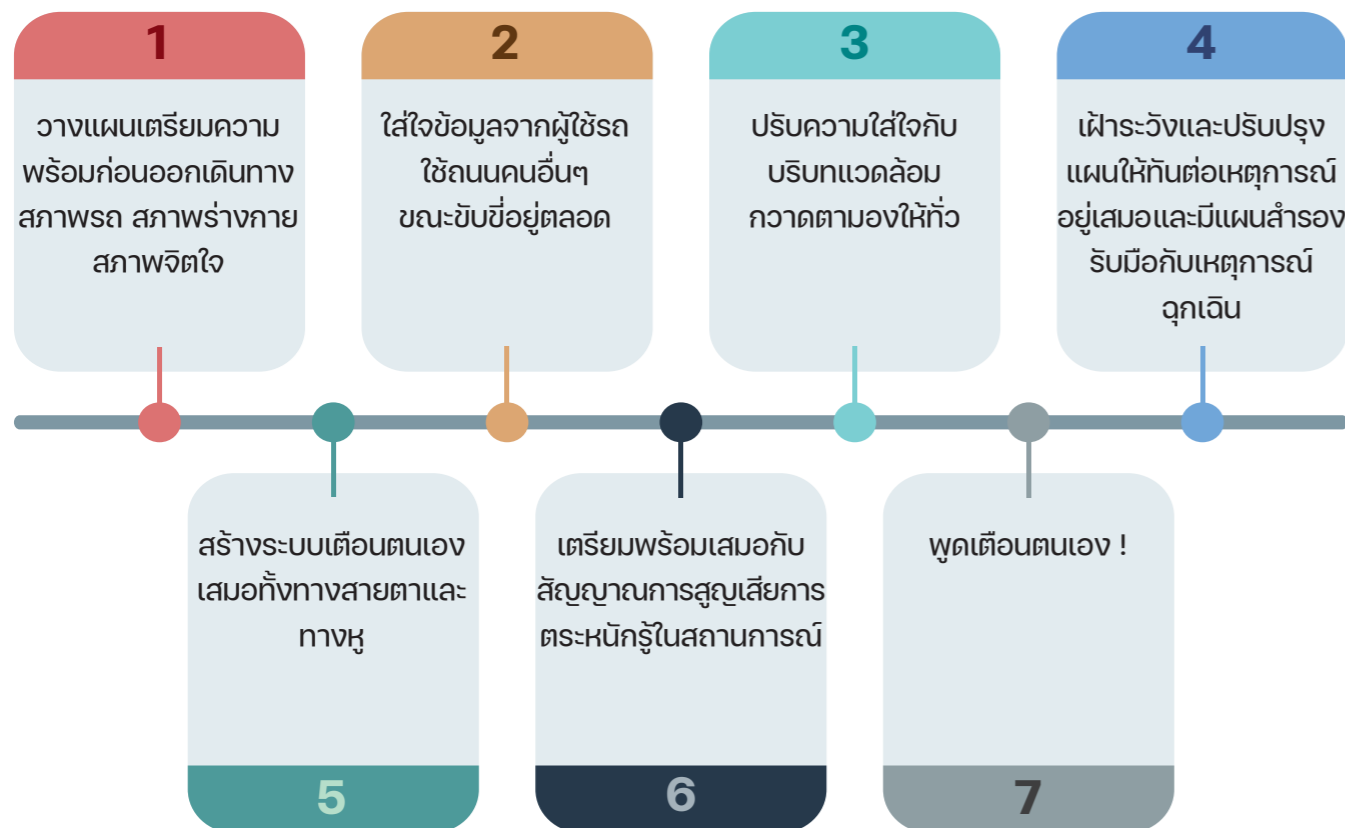 1
วางแผนเตรียมความ
พร้อมก่อนออกเดินทาง
สภาพรถ สภาพร่างกาย
สภาพจิตใจ
2
ใส่ใจข้อมูลจากผู้ใช้รถ
ใช้ถนนคนอื่นๆ
ขณะขับขี่อยู่ตลอด
3
ปรับความใส่ใจกับ
บริบทแวดล้อม
กวาดตามองให้ทั่ว
4
เฝ้าระวังและปรับปรุง
แผนให้ทันต่อเหตุการณ์
อยู่เสมอและมีแผนสำรอง
รับมือกับเหตุการณ์
ฉุกเฉิน
สร้างระบบเตือนตนเอง
เสมอทั้งทางสายตาและ
ทางหู
5
เตรียมพร้อมเสมอกับ
สัญญาณการสูญเสียการ
ตระหนักรู้ในสถานการณ์
6
พูดเตือนตนเอง !
7